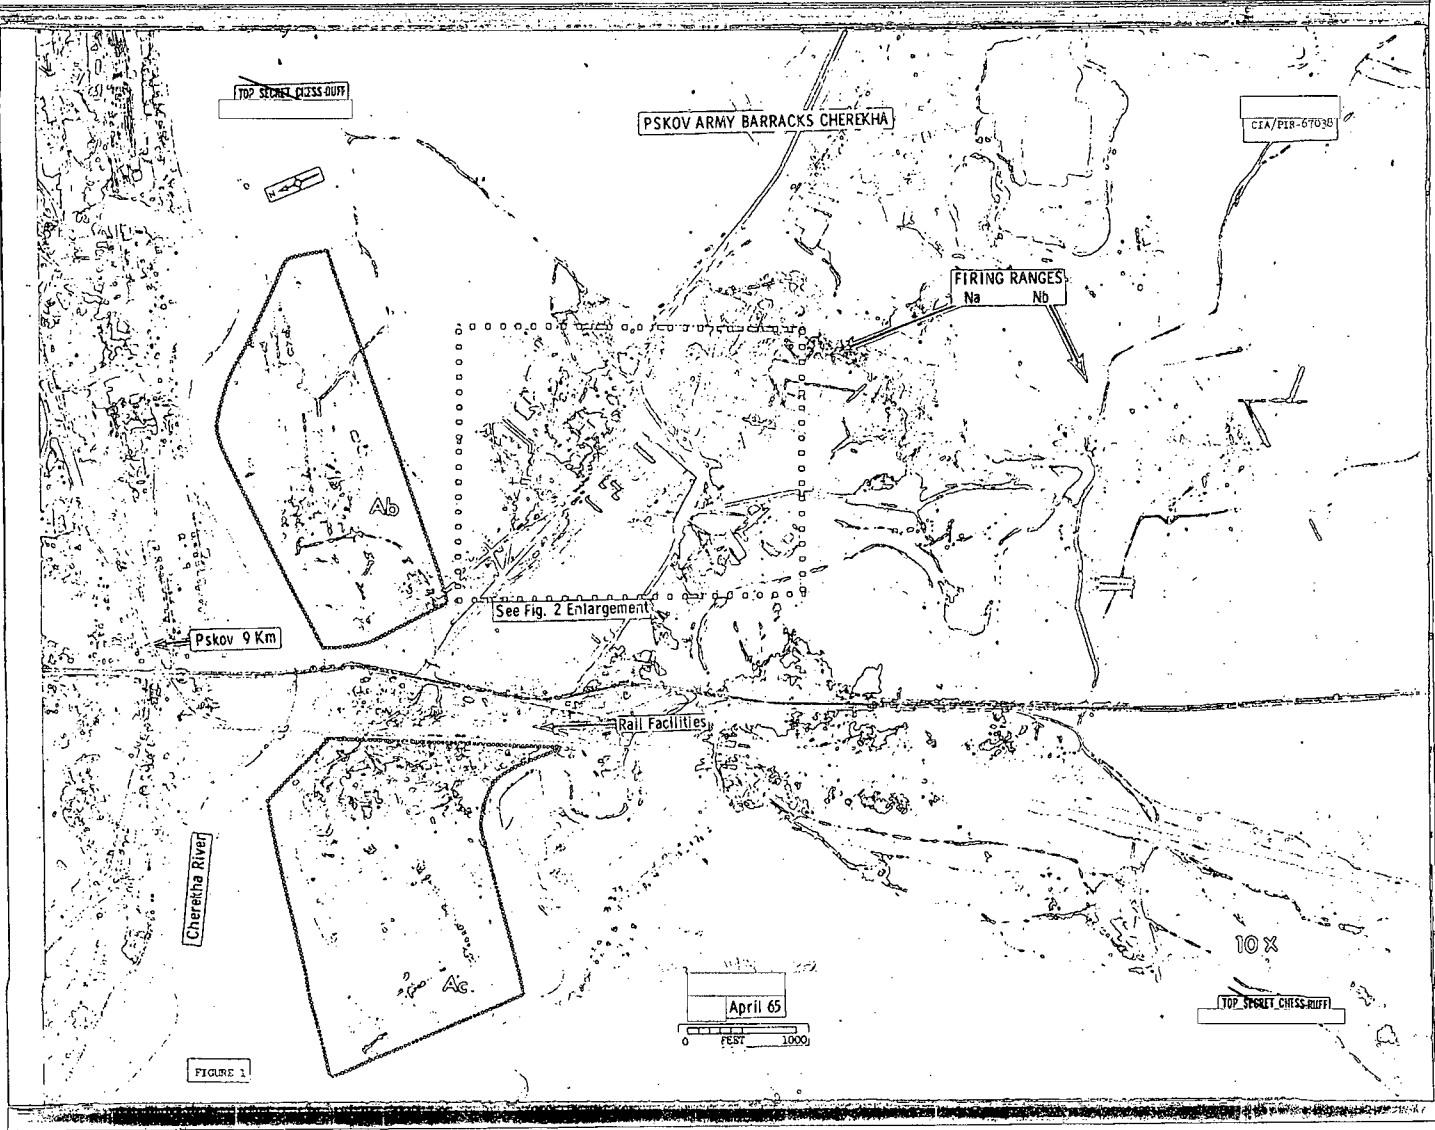 TOP SECRET CHESS RUFF
PSKOV ARMY BARRACKS CHEREKHA
CIA/PIR-67038
N
FIRING RANGES
Na Nb
Ab
See Fig. 2 Enlargement
Pskov 9 Km
Rail Facilities
Cherekha River
Ac
10 X
April 65
0 FEET 1000
TOP SECRET CHESS RUFF
FIGURE 1